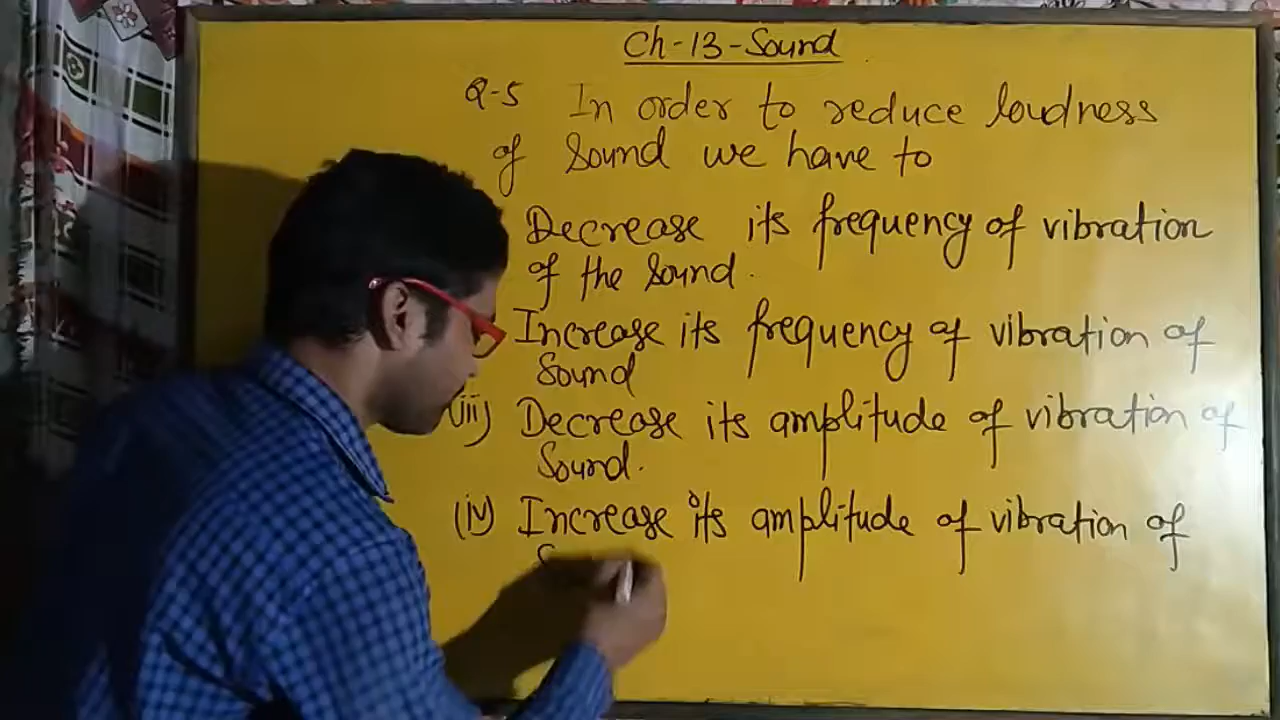 Ch-13-Sound
Q-5 In order to reduce loudness
of Sound we have to
Decrease its frequency of vibration
of the Sound.
Increase its frequency of vibration of
Sound
(iii) Decrease its amplitude of vibration of
Sound.
(iv) Increase its amplitude of vibration of